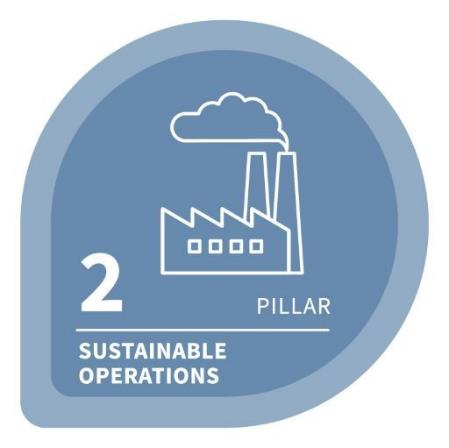 2
PILLAR
SUSTAINABLE
OPERATIONS